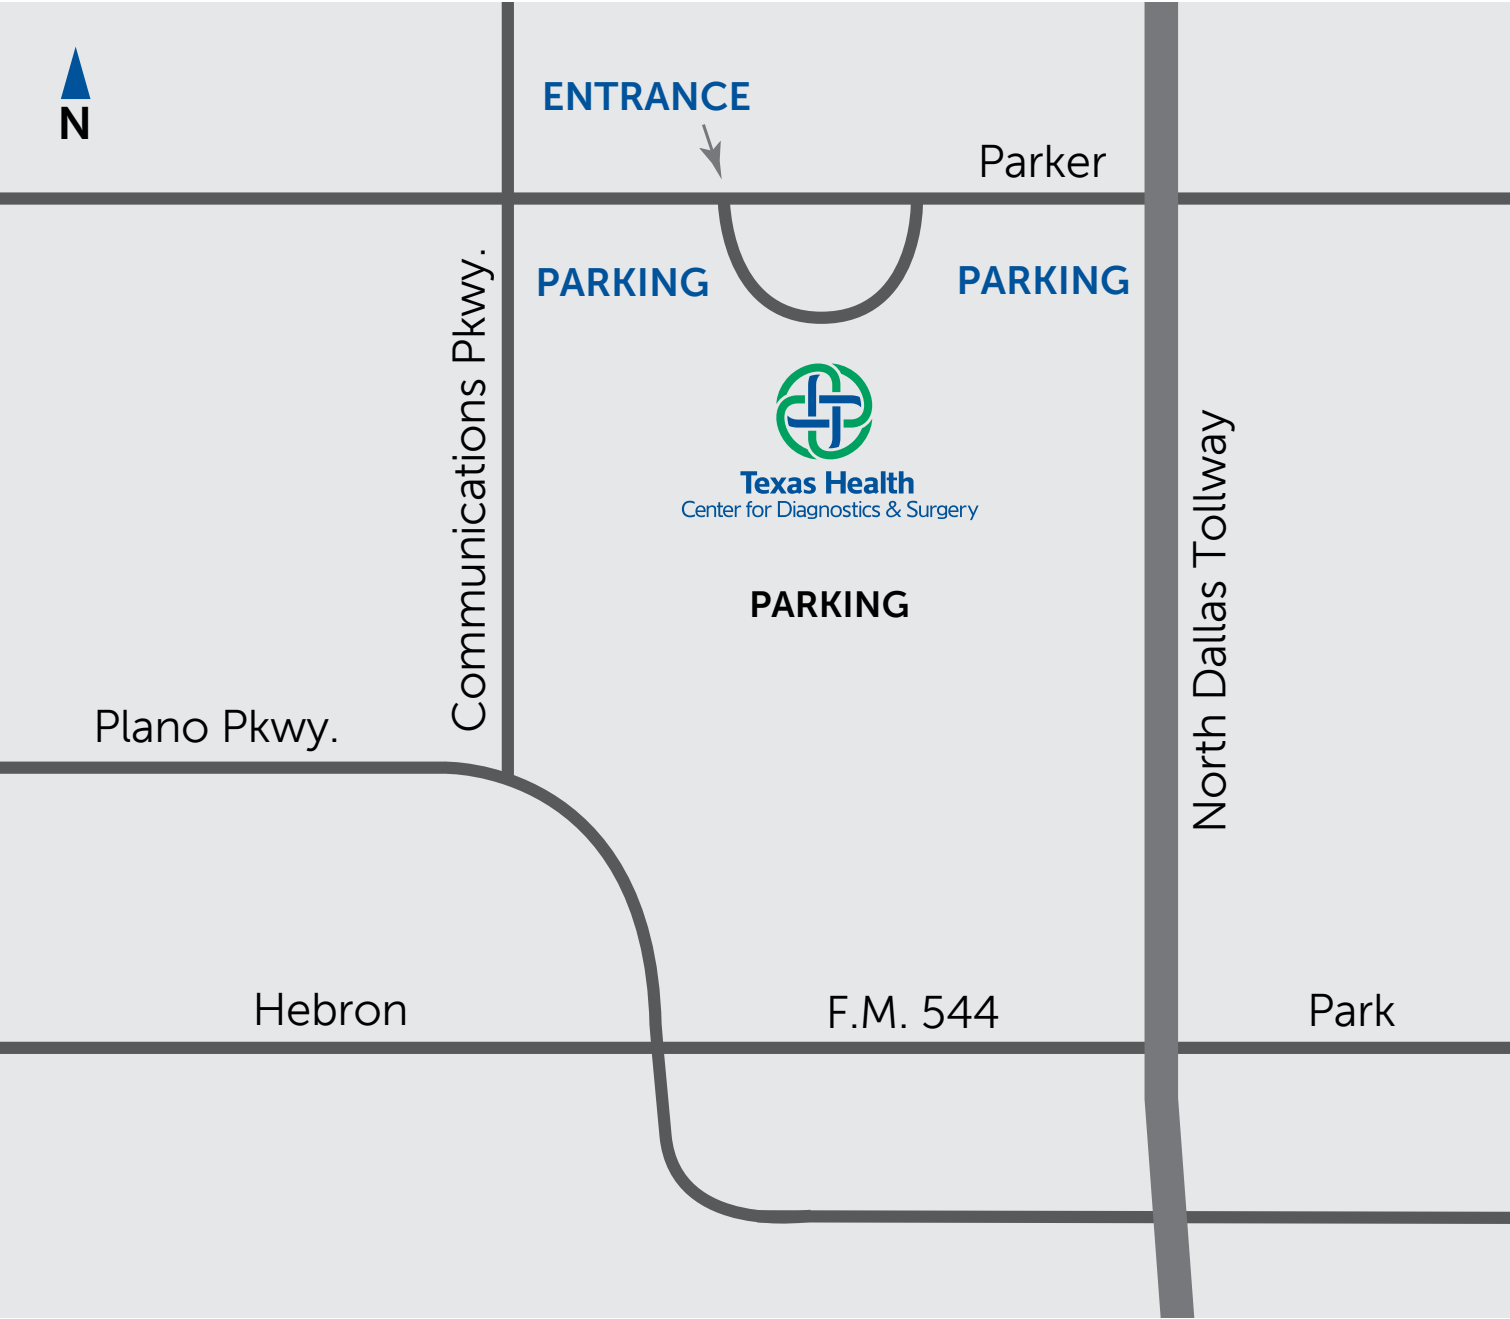 N
ENTRANCE
Parker
PARKING
PARKING
Communications Pkwy.
Texas Health
Center for Diagnostics & Surgery
North Dallas Tollway
PARKING
Plano Pkwy.
Hebron
F.M. 544
Park